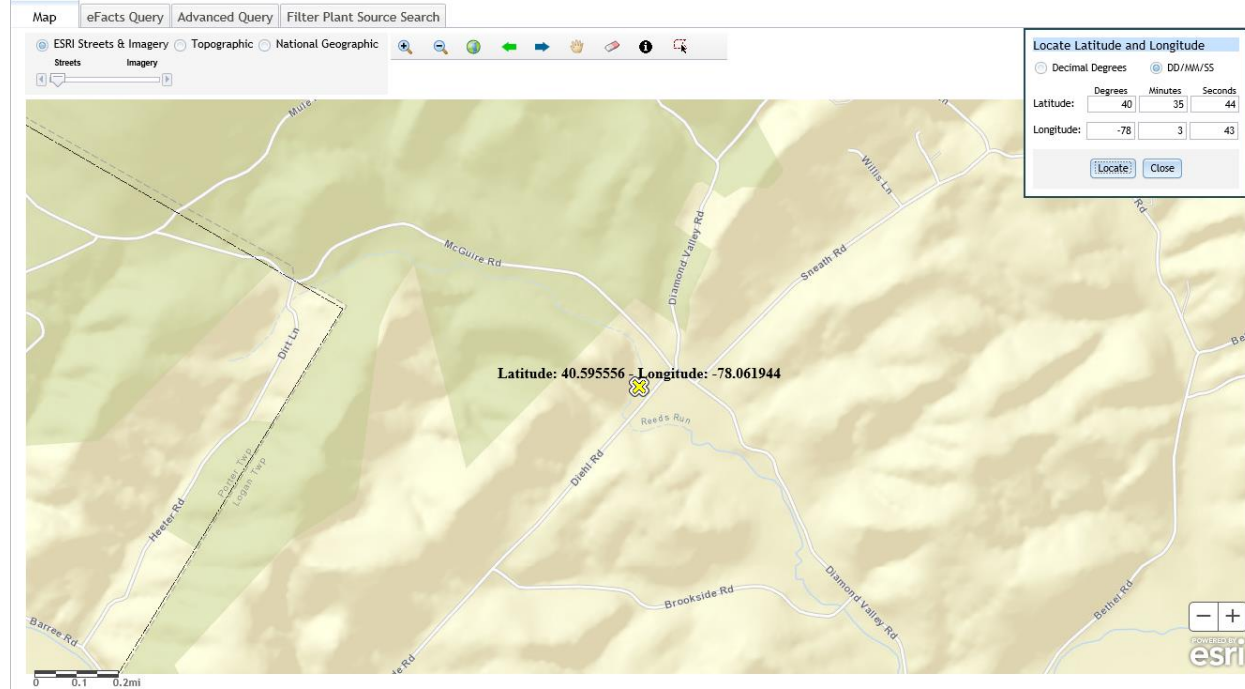 Map
eFacts Query
Advanced Query
Filter Plant Source Search
ESRI Streets & Imagery
Topographic
National Geographic
Streets
Imagery
Locate Latitude and Longitude
Decimal Degrees
DD/MM/SS
Degrees Minutes Seconds
Latitude: 40 35 44
Longitude: -78 3 43
Locate
Close
Mule
Willis Ln
Rd
McGuire Rd
Diamond Valley Rd
Sneath Rd
Dirt Ln
Be
Latitude: 40.595556 - Longitude: -78.061944
Reeds Run
Diehl Rd
Porter Twp
Logan Twp
Heeter Rd
Brookside Rd
Diamond Valley Rd
Bethel Rd
Barree Rd
de Rd
0 0.1 0.2mi
POWERED BY
esri